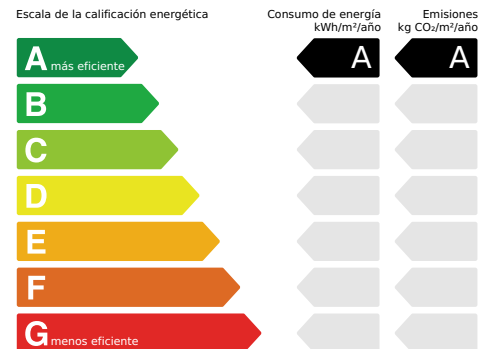 Escala de la calificación energética
Consumo de energía
kWh/m²/año
Emisiones
kg CO₂/m²/año
A más eficiente
A
A
B
C
D
E
F
G menos eficiente